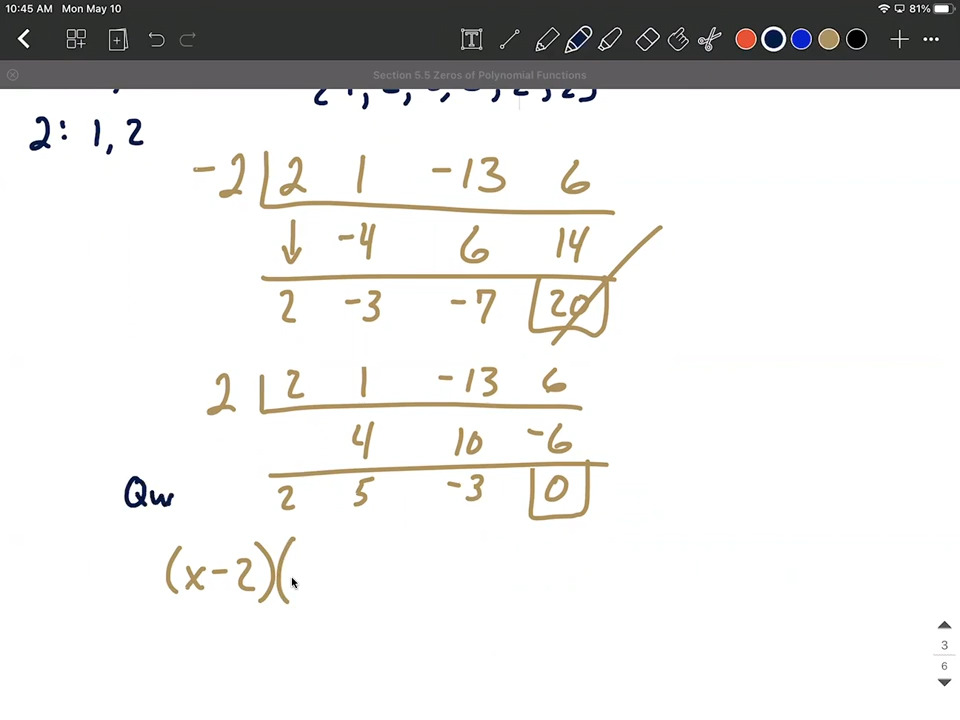 10:45 AM Mon May 10
81%
Section 5.5 Zeros of Polynomial Functions
2: 1, 2
-2 | 2 1 -13 6
↓ -4 6 14
2 -3 -7 20
2 | 2 1 -13 6
4 10 -6
Qw 2 5 -3 0
(x-2)(
3
6